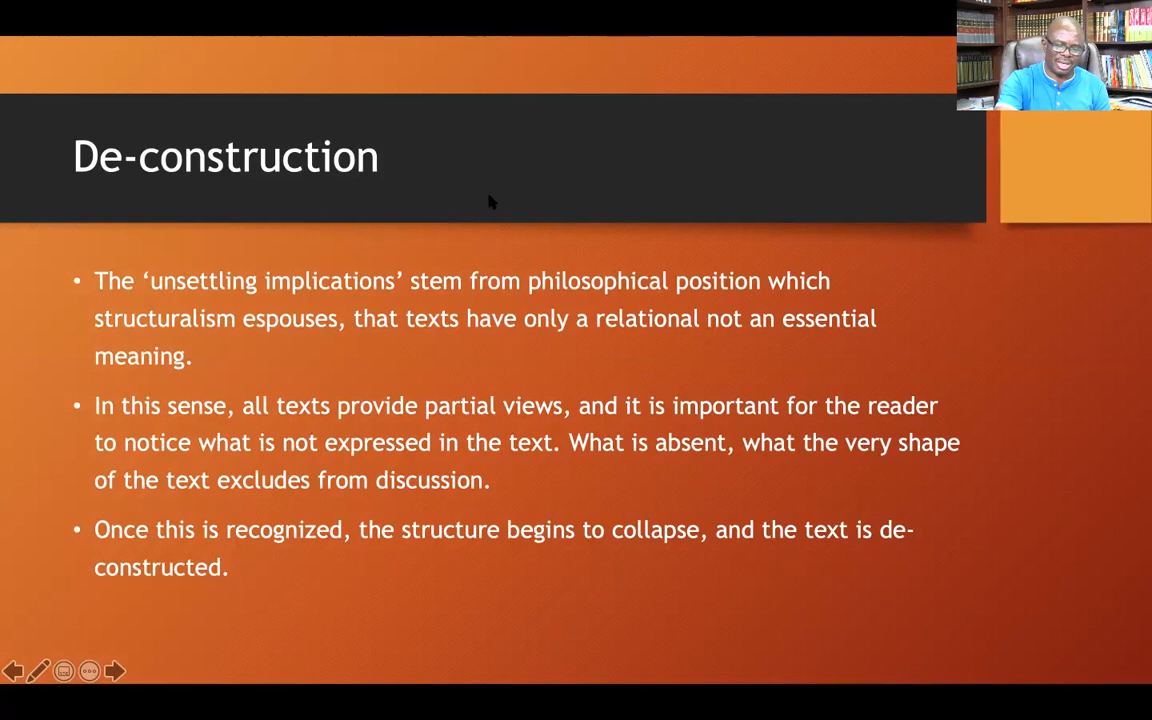 De-construction
• The ‘unsettling implications’ stem from philosophical position which
structuralism espouses, that texts have only a relational not an essential
meaning.
• In this sense, all texts provide partial views, and it is important for the reader
to notice what is not expressed in the text. What is absent, what the very shape
of the text excludes from discussion.
• Once this is recognized, the structure begins to collapse, and the text is de-
constructed.